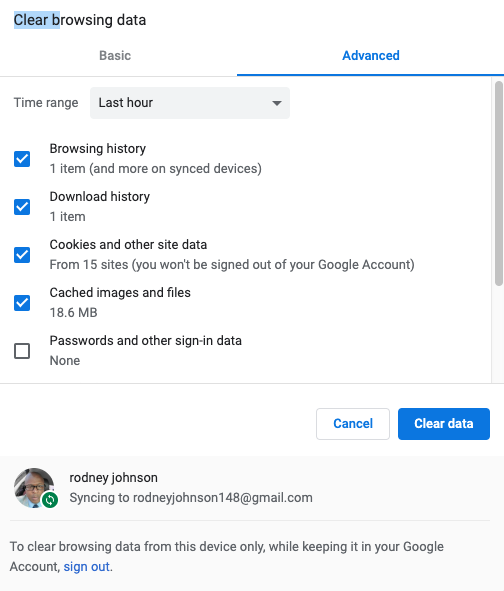 Clear browsing data
Basic
Advanced
Time range
Last hour
Browsing history
1 item (and more on synced devices)
Download history
1 item
Cookies and other site data
From 15 sites (you won't be signed out of your Google Account)
Cached images and files
18.6 MB
Passwords and other sign-in data
None
Cancel
Clear data
rodney johnson
Syncing to rodneyjohnson148@gmail.com
To clear browsing data from this device only, while keeping it in your Google
Account, sign out.